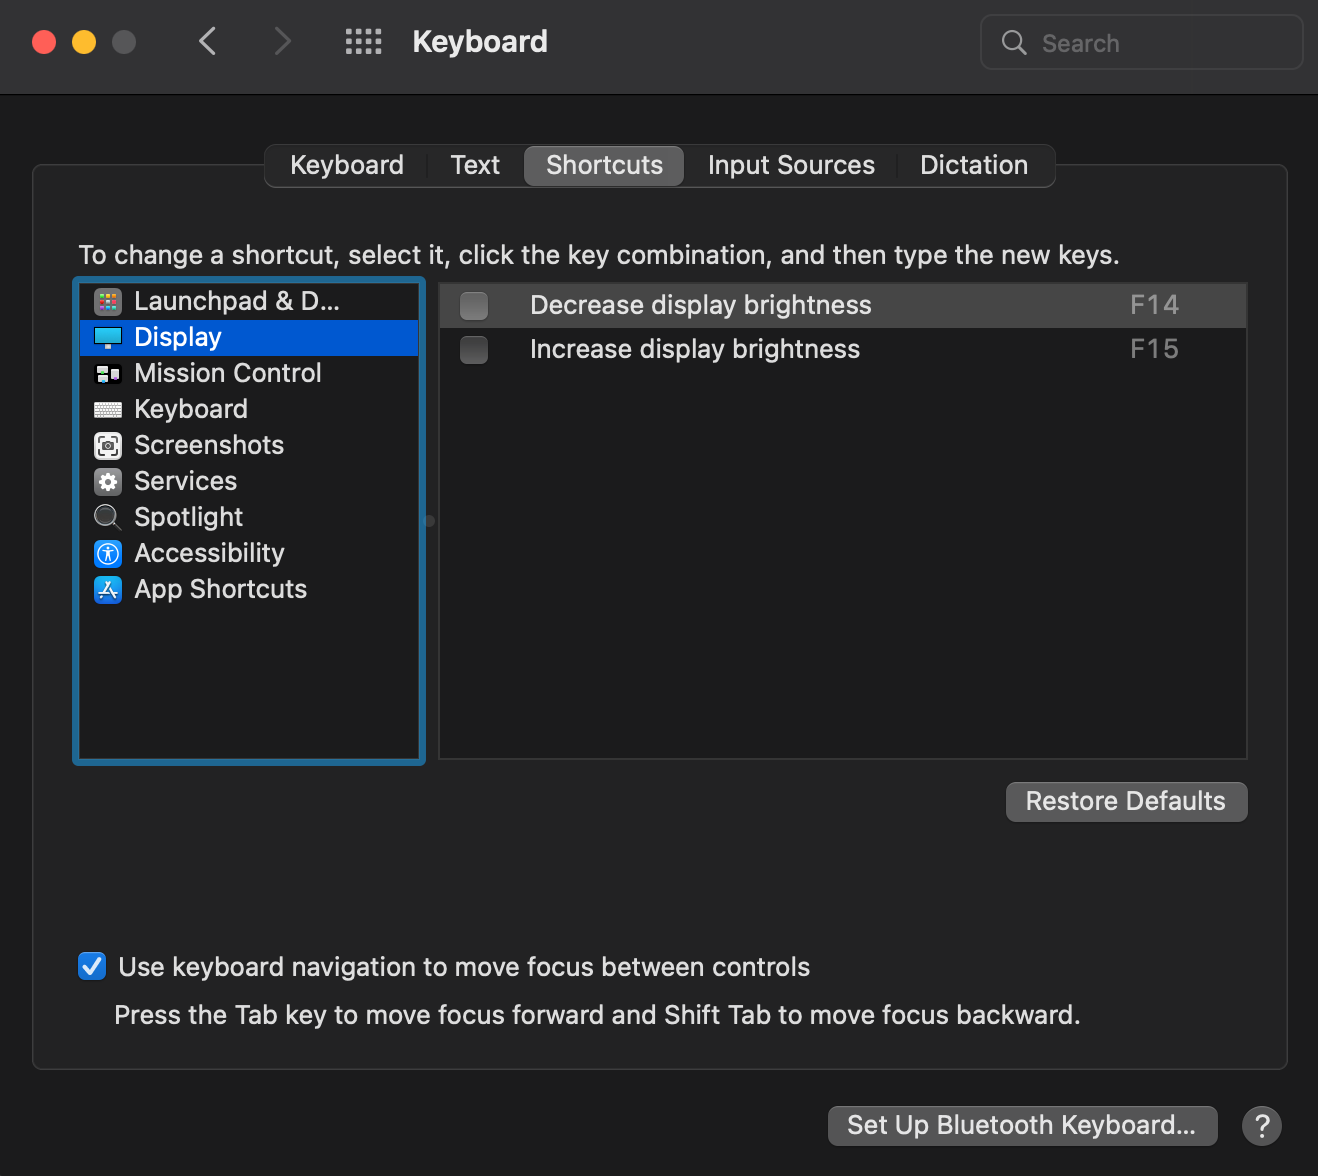 Keyboard
Search
Keyboard
Text
Shortcuts
Input Sources
Dictation
To change a shortcut, select it, click the key combination, and then type the new keys.
Launchpad & D...
Display
Mission Control
Keyboard
Screenshots
Services
Spotlight
Accessibility
App Shortcuts
Decrease display brightness F14
Increase display brightness F15
Restore Defaults
Use keyboard navigation to move focus between controls
Press the Tab key to move focus forward and Shift Tab to move focus backward.
Set Up Bluetooth Keyboard...
?